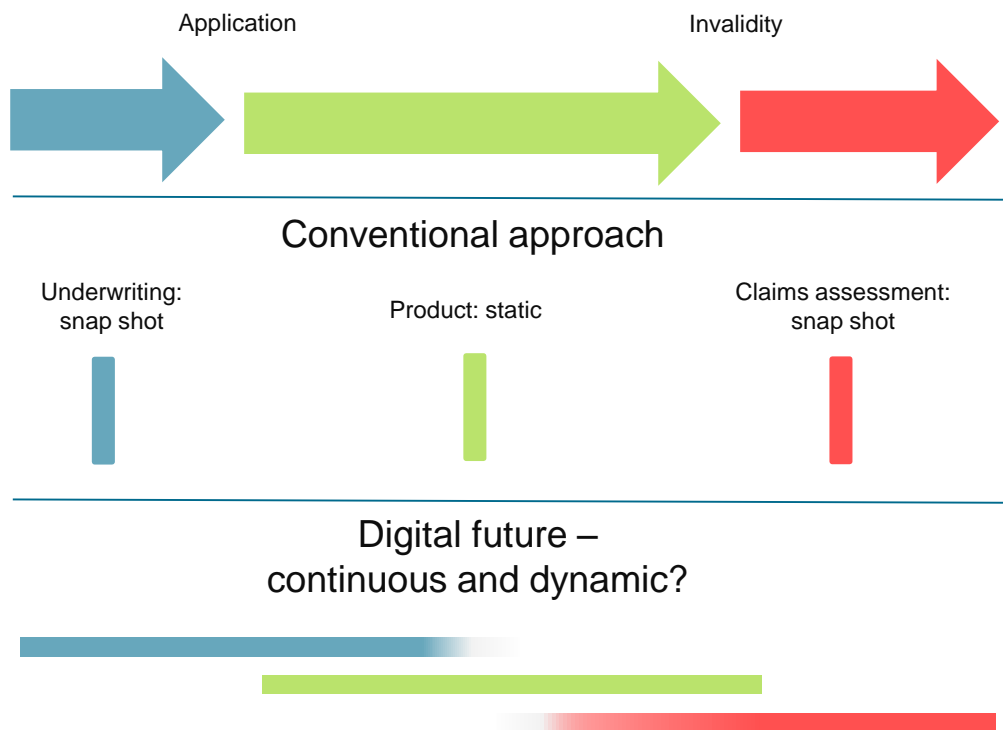 Application
Invalidity
Conventional approach
Underwriting:
snap shot
Product: static
Claims assessment:
snap shot
Digital future –
continuous and dynamic?